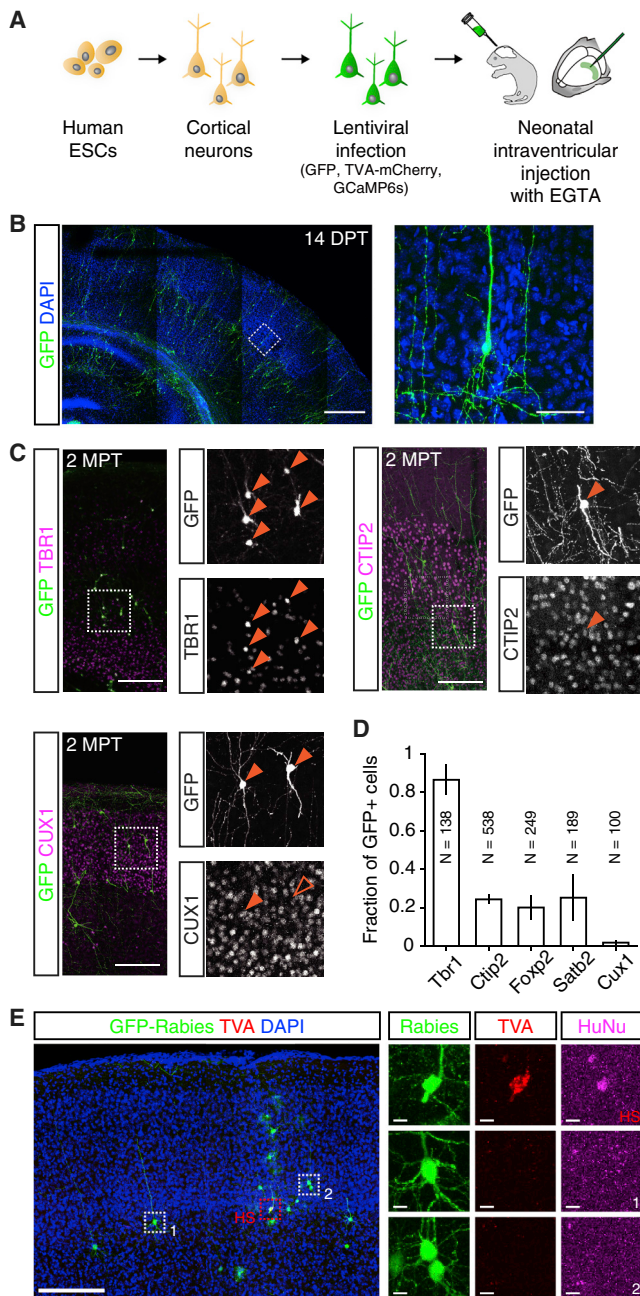 A
Human
ESCs
Cortical
neurons
Lentiviral
infection
(GFP, TVA-mCherry,
GCaMP6s)
Neonatal
intraventricular
injection
with EGTA
B
GFP DAPI
14 DPT
C
GFP TBR1
2 MPT
GFP
TBR1
GFP CTIP2
2 MPT
GFP
CTIP2
GFP CUX1
2 MPT
GFP
CUX1
D
Fraction of GFP+ cells
1
0.8
0.6
0.4
0.2
0
N = 138
N = 538
N = 249
N = 189
N = 100
Tbr1
Ctip2
Foxp2
Satb2
Cux1
E
GFP-Rabies TVA DAPI
Rabies
TVA
HuNu
HS
1
2
HS
1
2